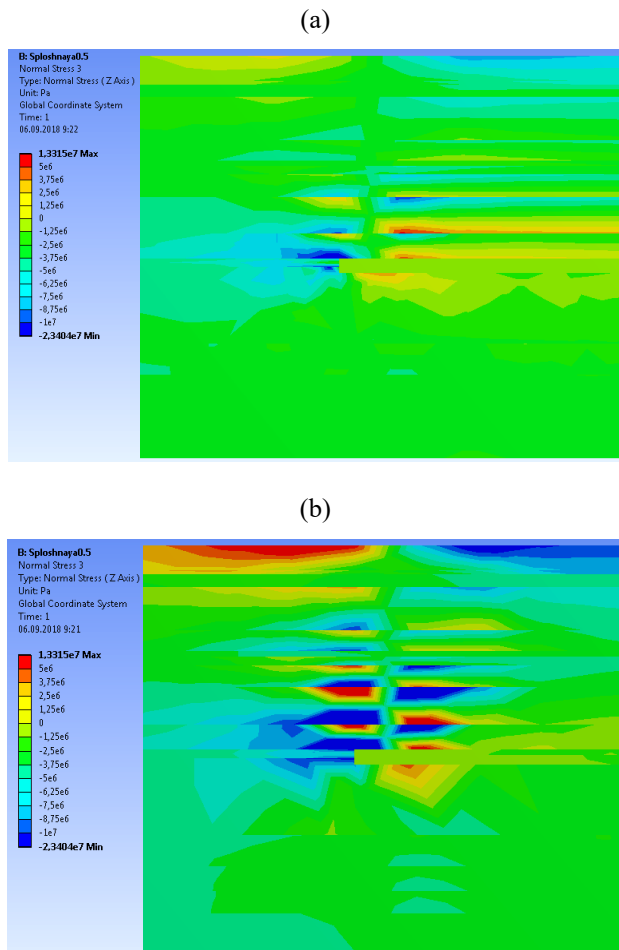 (a)
B: Sploshnaya0.5
Normal Stress 3
Type: Normal Stress ( Z Axis )
Unit: Pa
Global Coordinate System
Time: 1
06.09.2018 9:22
1,3315e7 Max
5e6
3,75e6
2,5e6
1,25e6
0
-1,25e6
-2,5e6
-3,75e6
-5e6
-6,25e6
-7,5e6
-8,75e6
-1e7
-2,3404e7 Min
(b)
B: Sploshnaya0.5
Normal Stress 3
Type: Normal Stress ( Z Axis )
Unit: Pa
Global Coordinate System
Time: 1
06.09.2018 9:21
1,3315e7 Max
5e6
3,75e6
2,5e6
1,25e6
0
-1,25e6
-2,5e6
-3,75e6
-5e6
-6,25e6
-7,5e6
-8,75e6
-1e7
-2,3404e7 Min